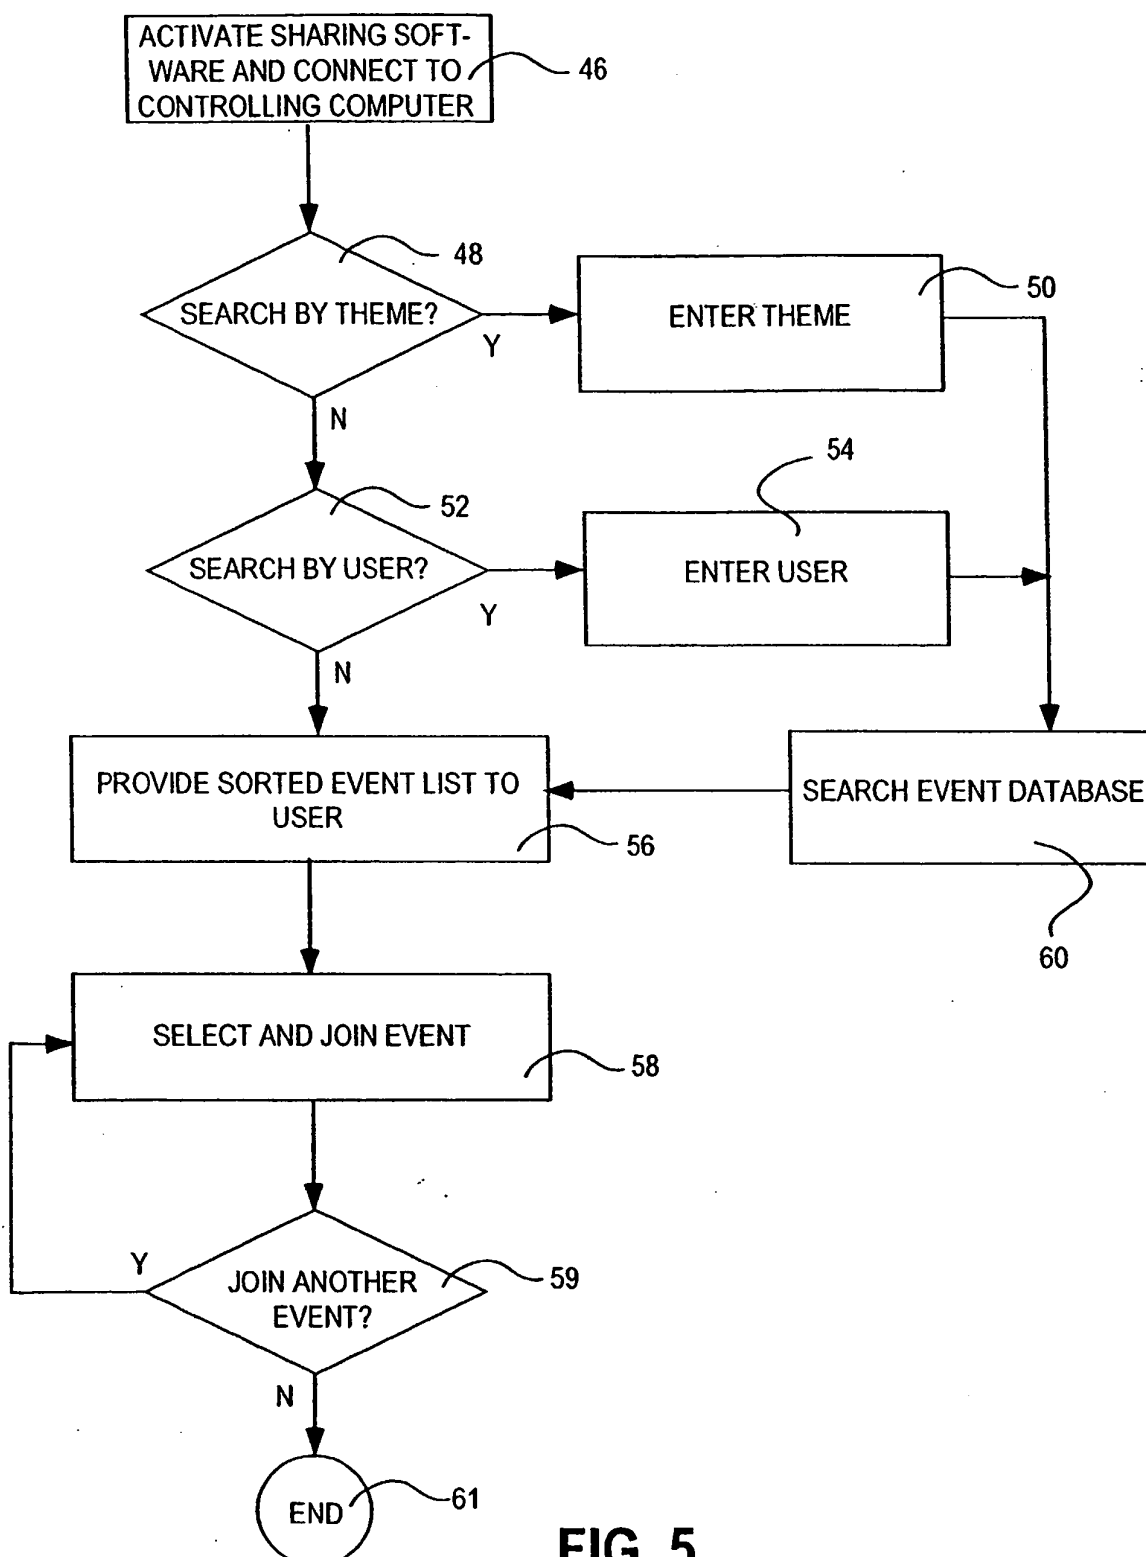 ACTIVATE SHARING SOFT-
WARE AND CONNECT TO
CONTROLLING COMPUTER
46
48
SEARCH BY THEME?
Y
N
50
ENTER THEME
52
SEARCH BY USER?
Y
N
54
ENTER USER
PROVIDE SORTED EVENT LIST TO
USER
56
SEARCH EVENT DATABASE
60
SELECT AND JOIN EVENT
58
Y
JOIN ANOTHER
EVENT?
59
N
END
61
FIG. 5